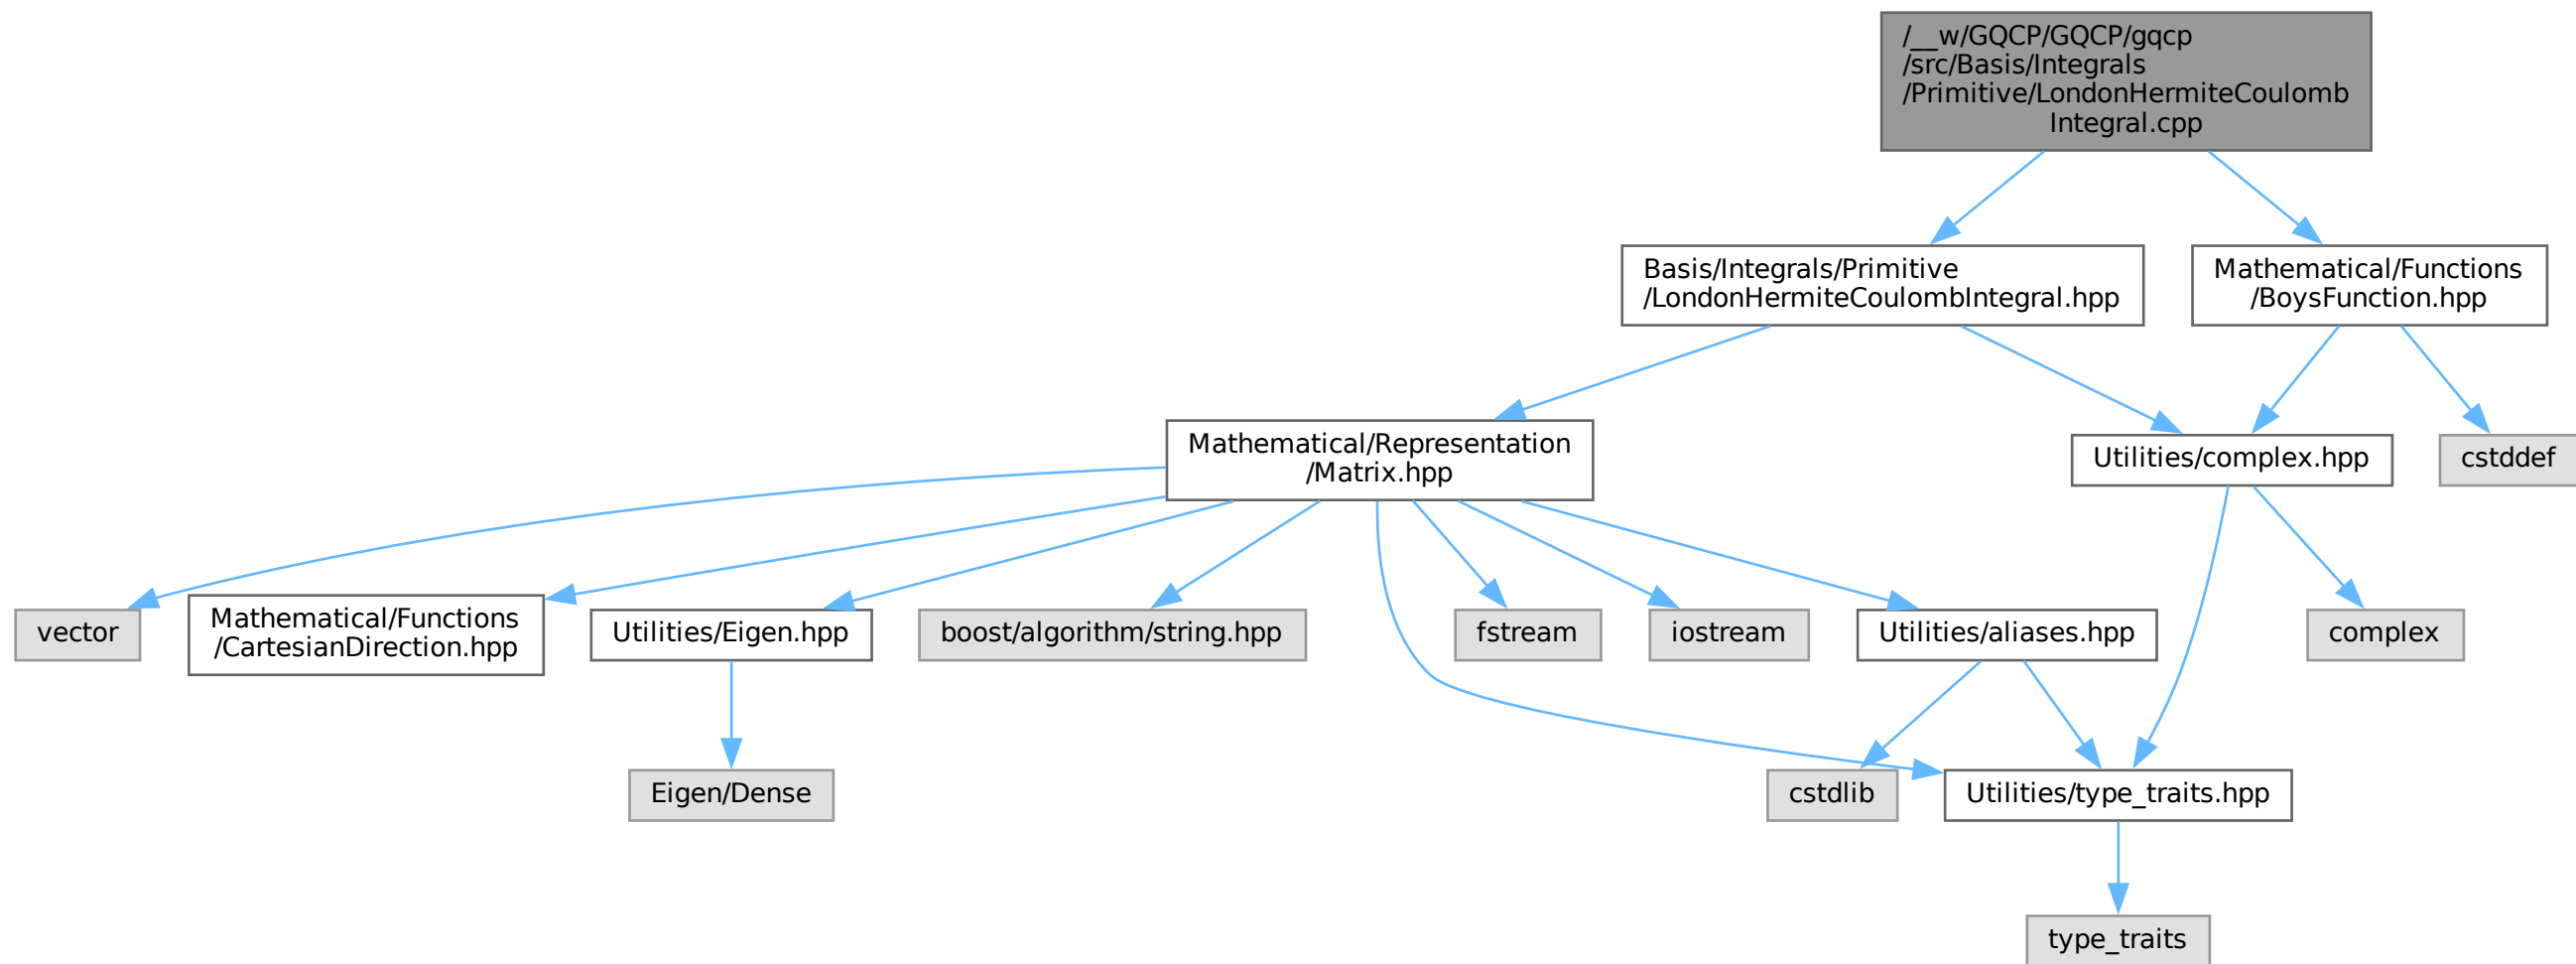 /__w/GQCP/GQCP/gqcp
/src/Basis/Integrals
/Primitive/LondonHermiteCoulomb
Integral.cpp
Basis/Integrals/Primitive
/LondonHermiteCoulombIntegral.hpp
Mathematical/Functions
/BoysFunction.hpp
Mathematical/Representation
/Matrix.hpp
Utilities/complex.hpp
cstddef
vector
Mathematical/Functions
/CartesianDirection.hpp
Utilities/Eigen.hpp
boost/algorithm/string.hpp
fstream
iostream
Utilities/aliases.hpp
complex
Eigen/Dense
cstdlib
Utilities/type_traits.hpp
type_traits